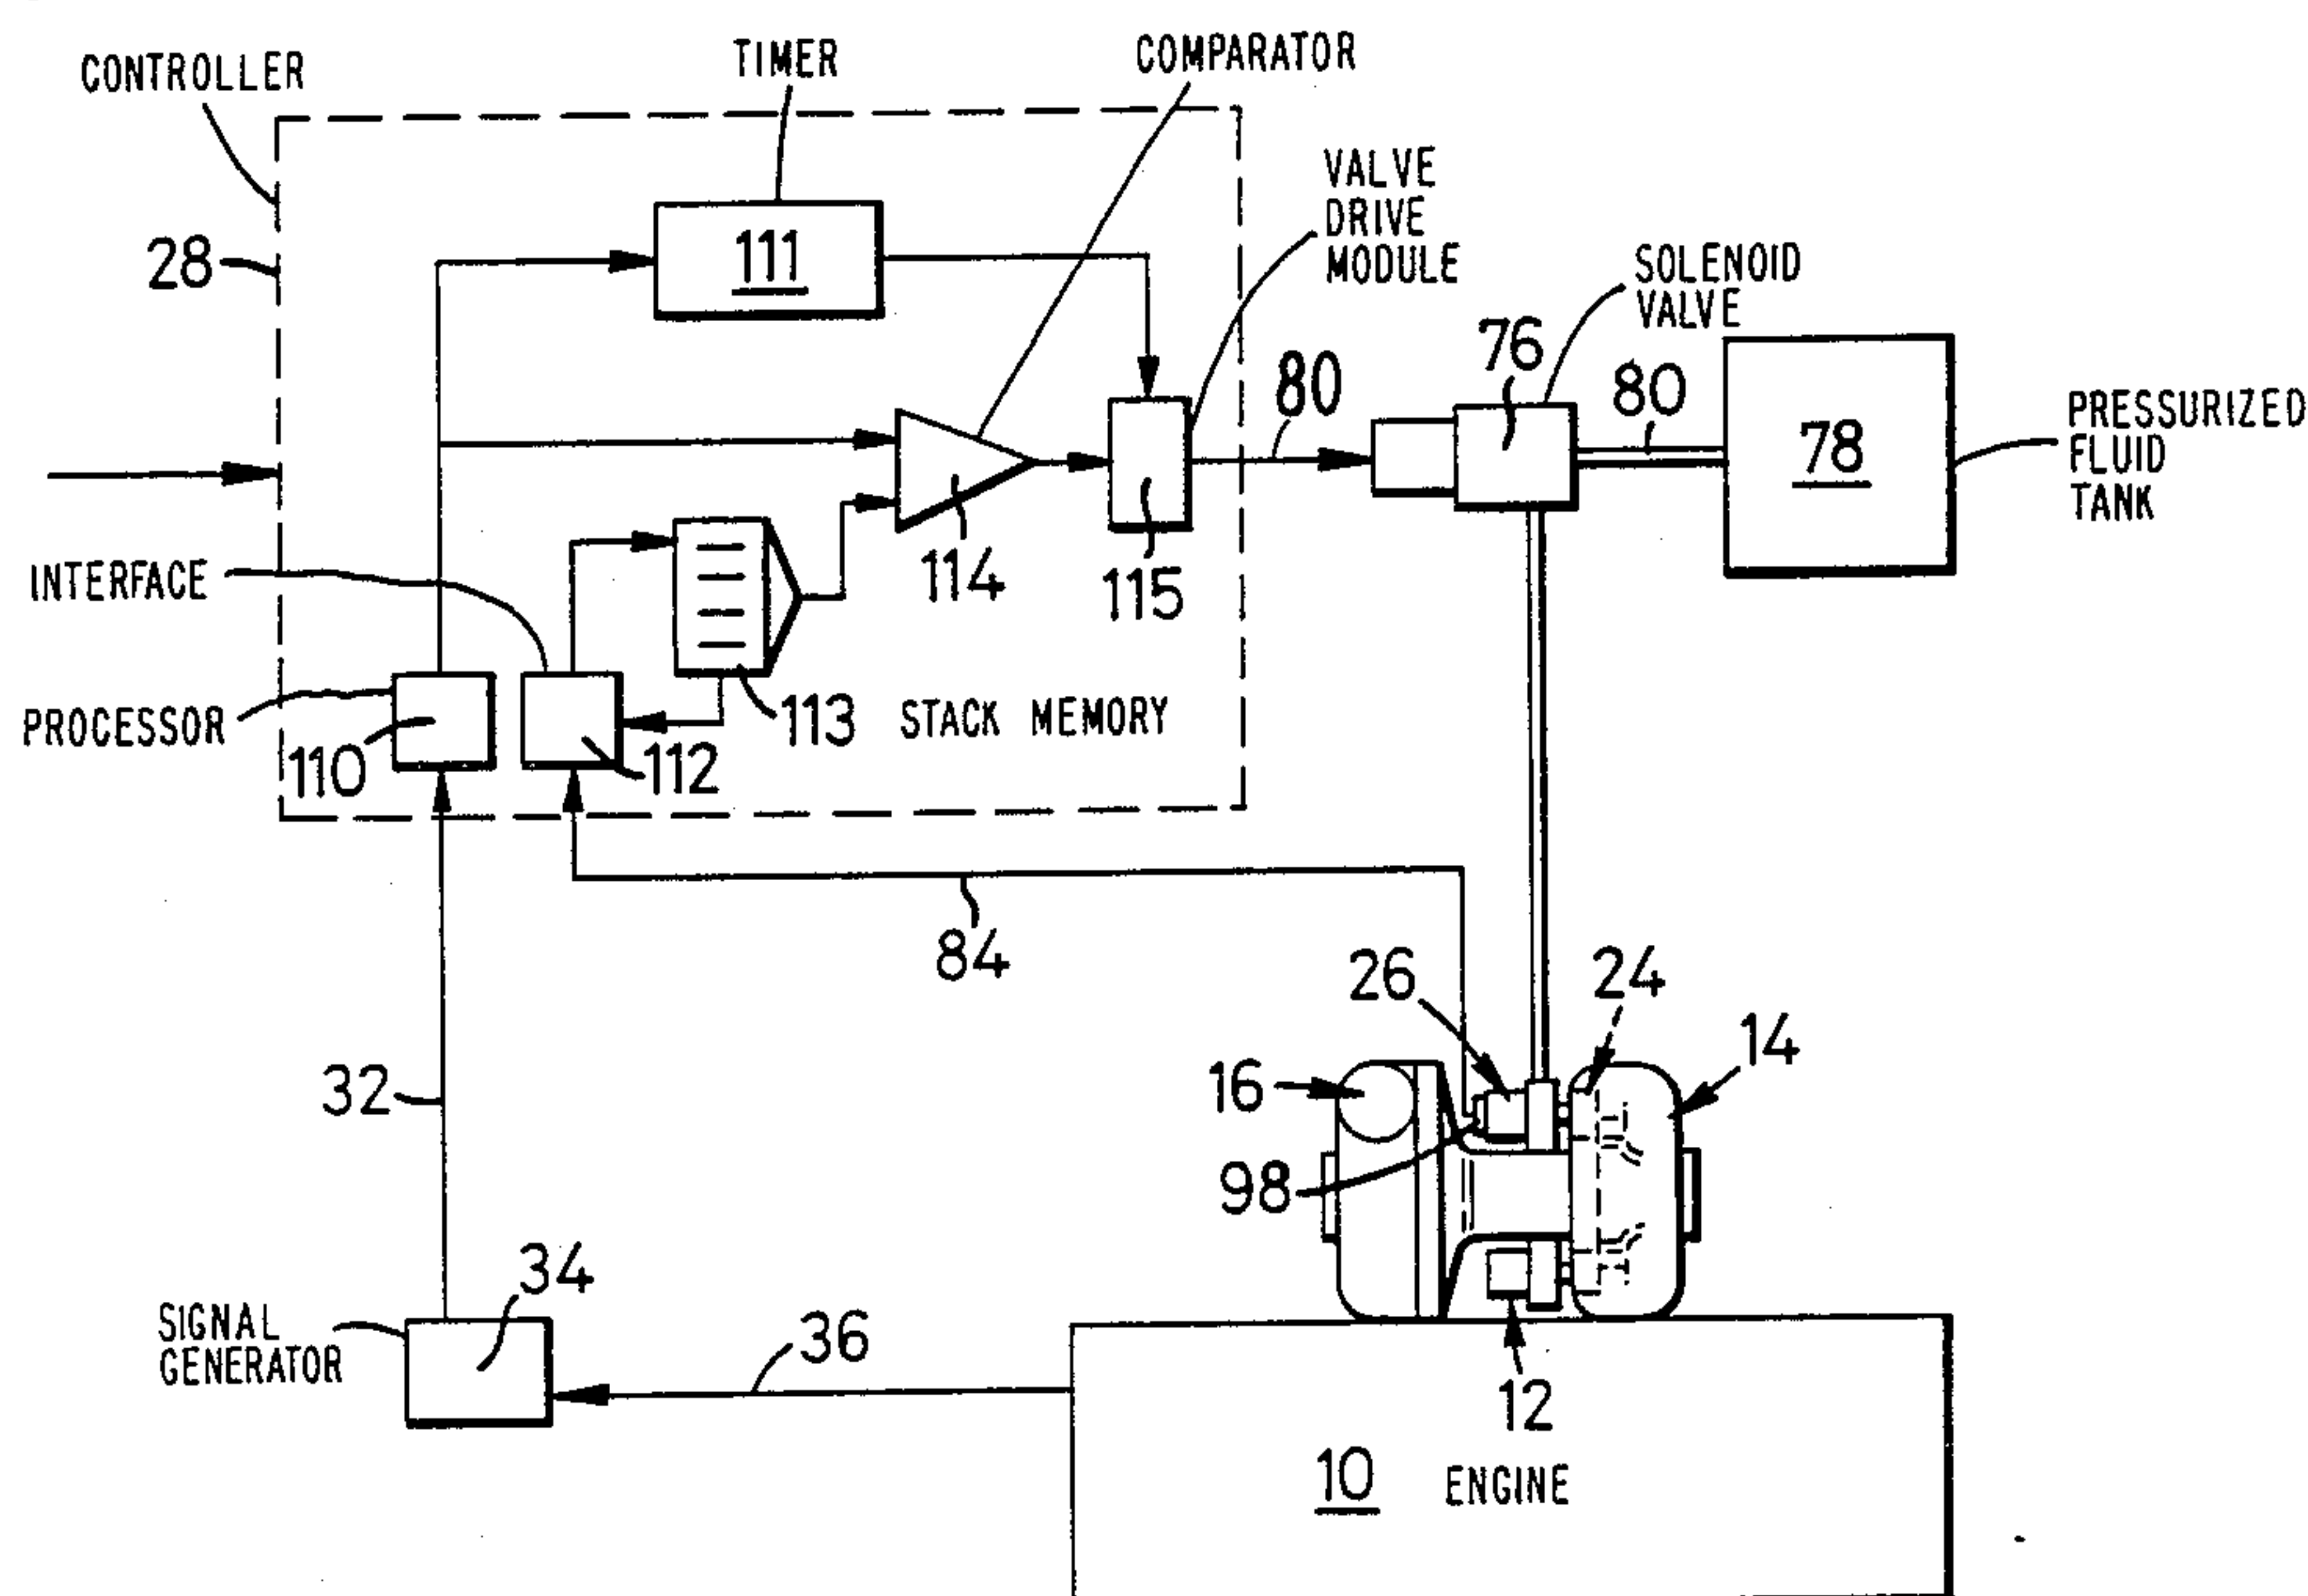 CONTROLLER
TIMER
COMPARATOR
VALVE
DRIVE
MODULE
28
111
SOLENOID
VALVE
76
80
80
78
PRESSURIZED
FLUID
TANK
INTERFACE
114
115
PROCESSOR
110
112
113
STACK MEMORY
84
26
24
14
16
32
98
SIGNAL
GENERATOR
34
36
12
10
ENGINE